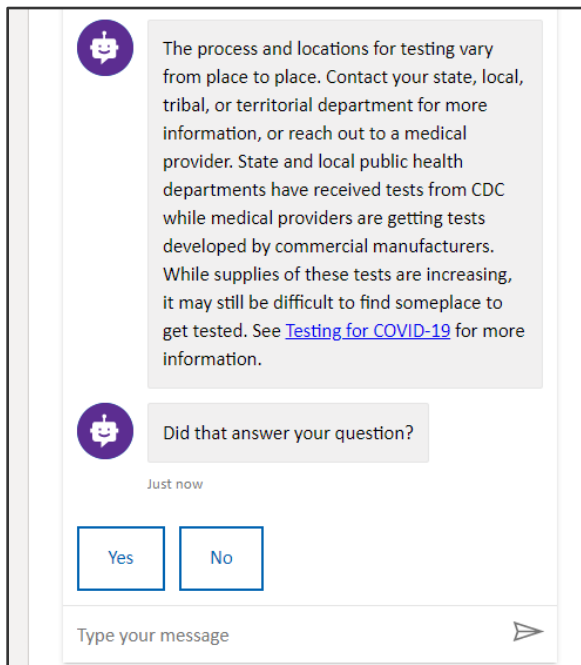 The process and locations for testing vary
from place to place. Contact your state, local,
tribal, or territorial department for more
information, or reach out to a medical
provider. State and local public health
departments have received tests from CDC
while medical providers are getting tests
developed by commercial manufacturers.
While supplies of these tests are increasing,
it may still be difficult to find someplace to
get tested. See Testing for COVID-19 for more
information.
Did that answer your question?
Just now
Yes No
Type your message